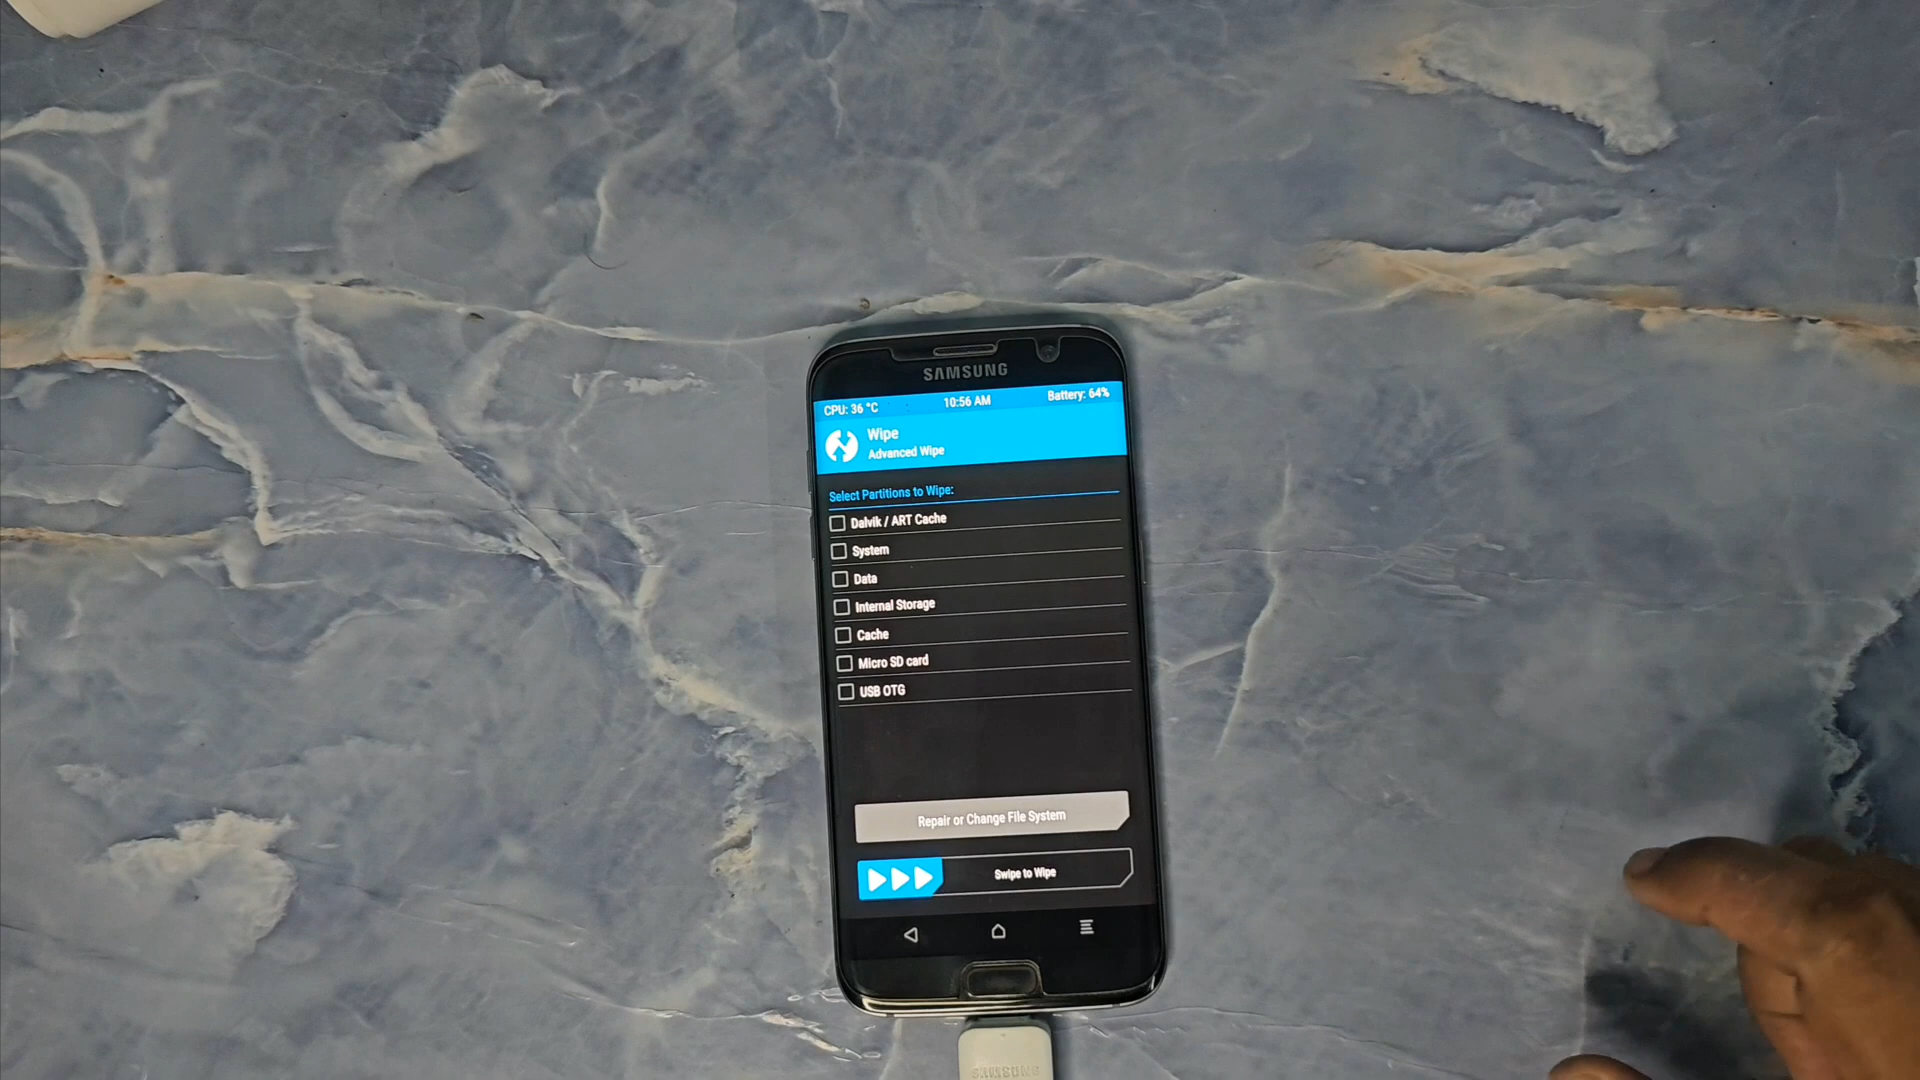 SAMSUNG
CPU: 36 °C 10:56 AM Battery: 64%
Wipe
Advanced Wipe
Select Partitions to Wipe:
Dalvik / ART Cache
System
Data
Internal Storage
Cache
Micro SD card
USB OTG
Repair or Change File System
Swipe to Wipe
SAMSUNG